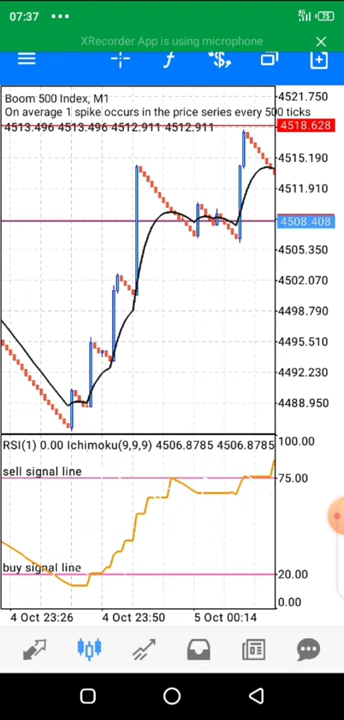 07:37
75
XRecorder App is using microphone
Boom 500 Index, M1
On average 1 spike occurs in the price series every 500 ticks
4513.496 4513.496 4512.911 4512.911
4521.750
4518.628
4515.190
4511.910
4508.408
4505.350
4502.070
4498.790
4495.510
4492.230
4488.950
RSI(1) 0.00 Ichimoku(9,9,9) 4506.8785 4506.8785
100.00
sell signal line
75.00
buy signal line
20.00
0.00
4 Oct 23:26 4 Oct 23:50 5 Oct 00:14